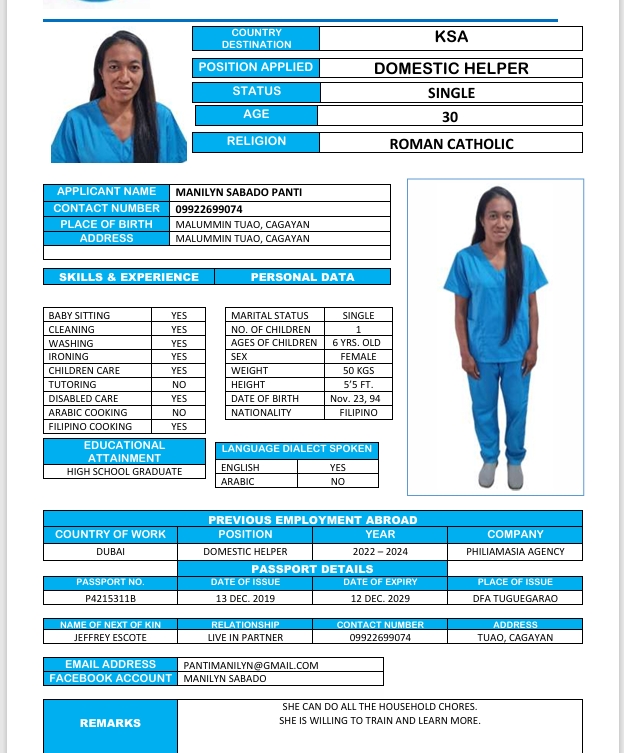 COUNTRY DESTINATION KSA
POSITION APPLIED DOMESTIC HELPER
STATUS SINGLE
AGE 30
RELIGION ROMAN CATHOLIC
APPLICANT NAME MANILYN SABADO PANTI
CONTACT NUMBER 09922699074
PLACE OF BIRTH MALUMMIN TUAO, CAGAYAN
ADDRESS MALUMMIN TUAO, CAGAYAN
SKILLS & EXPERIENCE PERSONAL DATA
BABY SITTING YES
CLEANING YES
WASHING YES
IRONING YES
CHILDREN CARE YES
TUTORING NO
DISABLED CARE YES
ARABIC COOKING NO
FILIPINO COOKING YES
MARITAL STATUS SINGLE
NO. OF CHILDREN 1
AGES OF CHILDREN 6 YRS. OLD
SEX FEMALE
WEIGHT 50 KGS
HEIGHT 5’5 FT.
DATE OF BIRTH Nov. 23, 94
NATIONALITY FILIPINO
EDUCATIONAL
ATTAINMENT
HIGH SCHOOL GRADUATE
LANGUAGE DIALECT SPOKEN
ENGLISH YES
ARABIC NO
PREVIOUS EMPLOYMENT ABROAD
COUNTRY OF WORK POSITION YEAR COMPANY
DUBAI DOMESTIC HELPER 2022 – 2024 PHILIAMASIA AGENCY
PASSPORT DETAILS
PASSPORT NO. DATE OF ISSUE DATE OF EXPIRY PLACE OF ISSUE
P4215311B 13 DEC. 2019 12 DEC. 2029 DFA TUGUEGARAO
NAME OF NEXT OF KIN RELATIONSHIP CONTACT NUMBER ADDRESS
JEFFREY ESCOTE LIVE IN PARTNER 09922699074 TUAO, CAGAYAN
EMAIL ADDRESS PANTIMANILYN@GMAIL.COM
FACEBOOK ACCOUNT MANILYN SABADO
REMARKS
SHE CAN DO ALL THE HOUSEHOLD CHORES.
SHE IS WILLING TO TRAIN AND LEARN MORE.